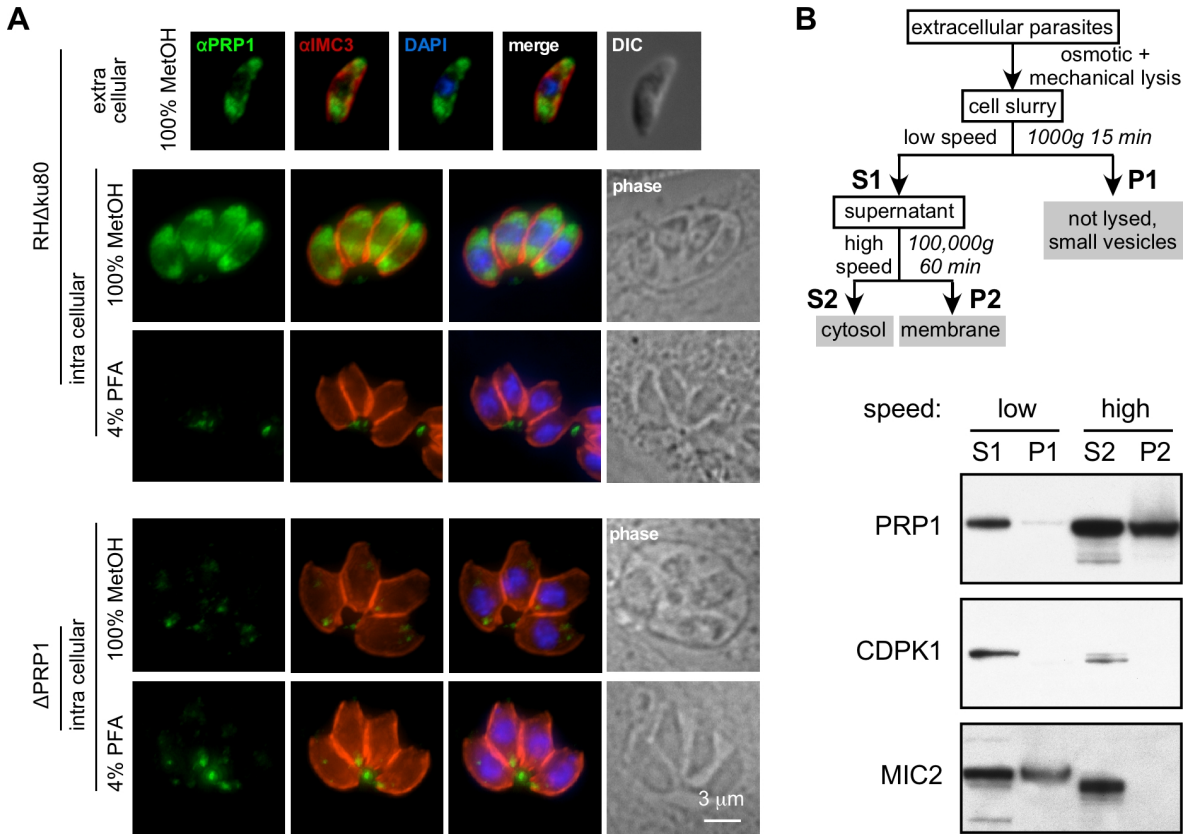 A
αPRP1
αIMC3
DAPI
merge
DIC
extra
cellular
100% MetOH
RHΔku80
intra cellular
100% MetOH
phase
4% PFA
ΔPRP1
intra cellular
100% MetOH
phase
4% PFA
3 μm
B
extracellular parasites
osmotic +
mechanical lysis
cell slurry
low speed
1000g 15 min
S1
P1
supernatant
not lysed,
small vesicles
high
speed
100,000g
60 min
S2
P2
cytosol
membrane
speed: low high
S1 P1 S2 P2
PRP1
CDPK1
MIC2